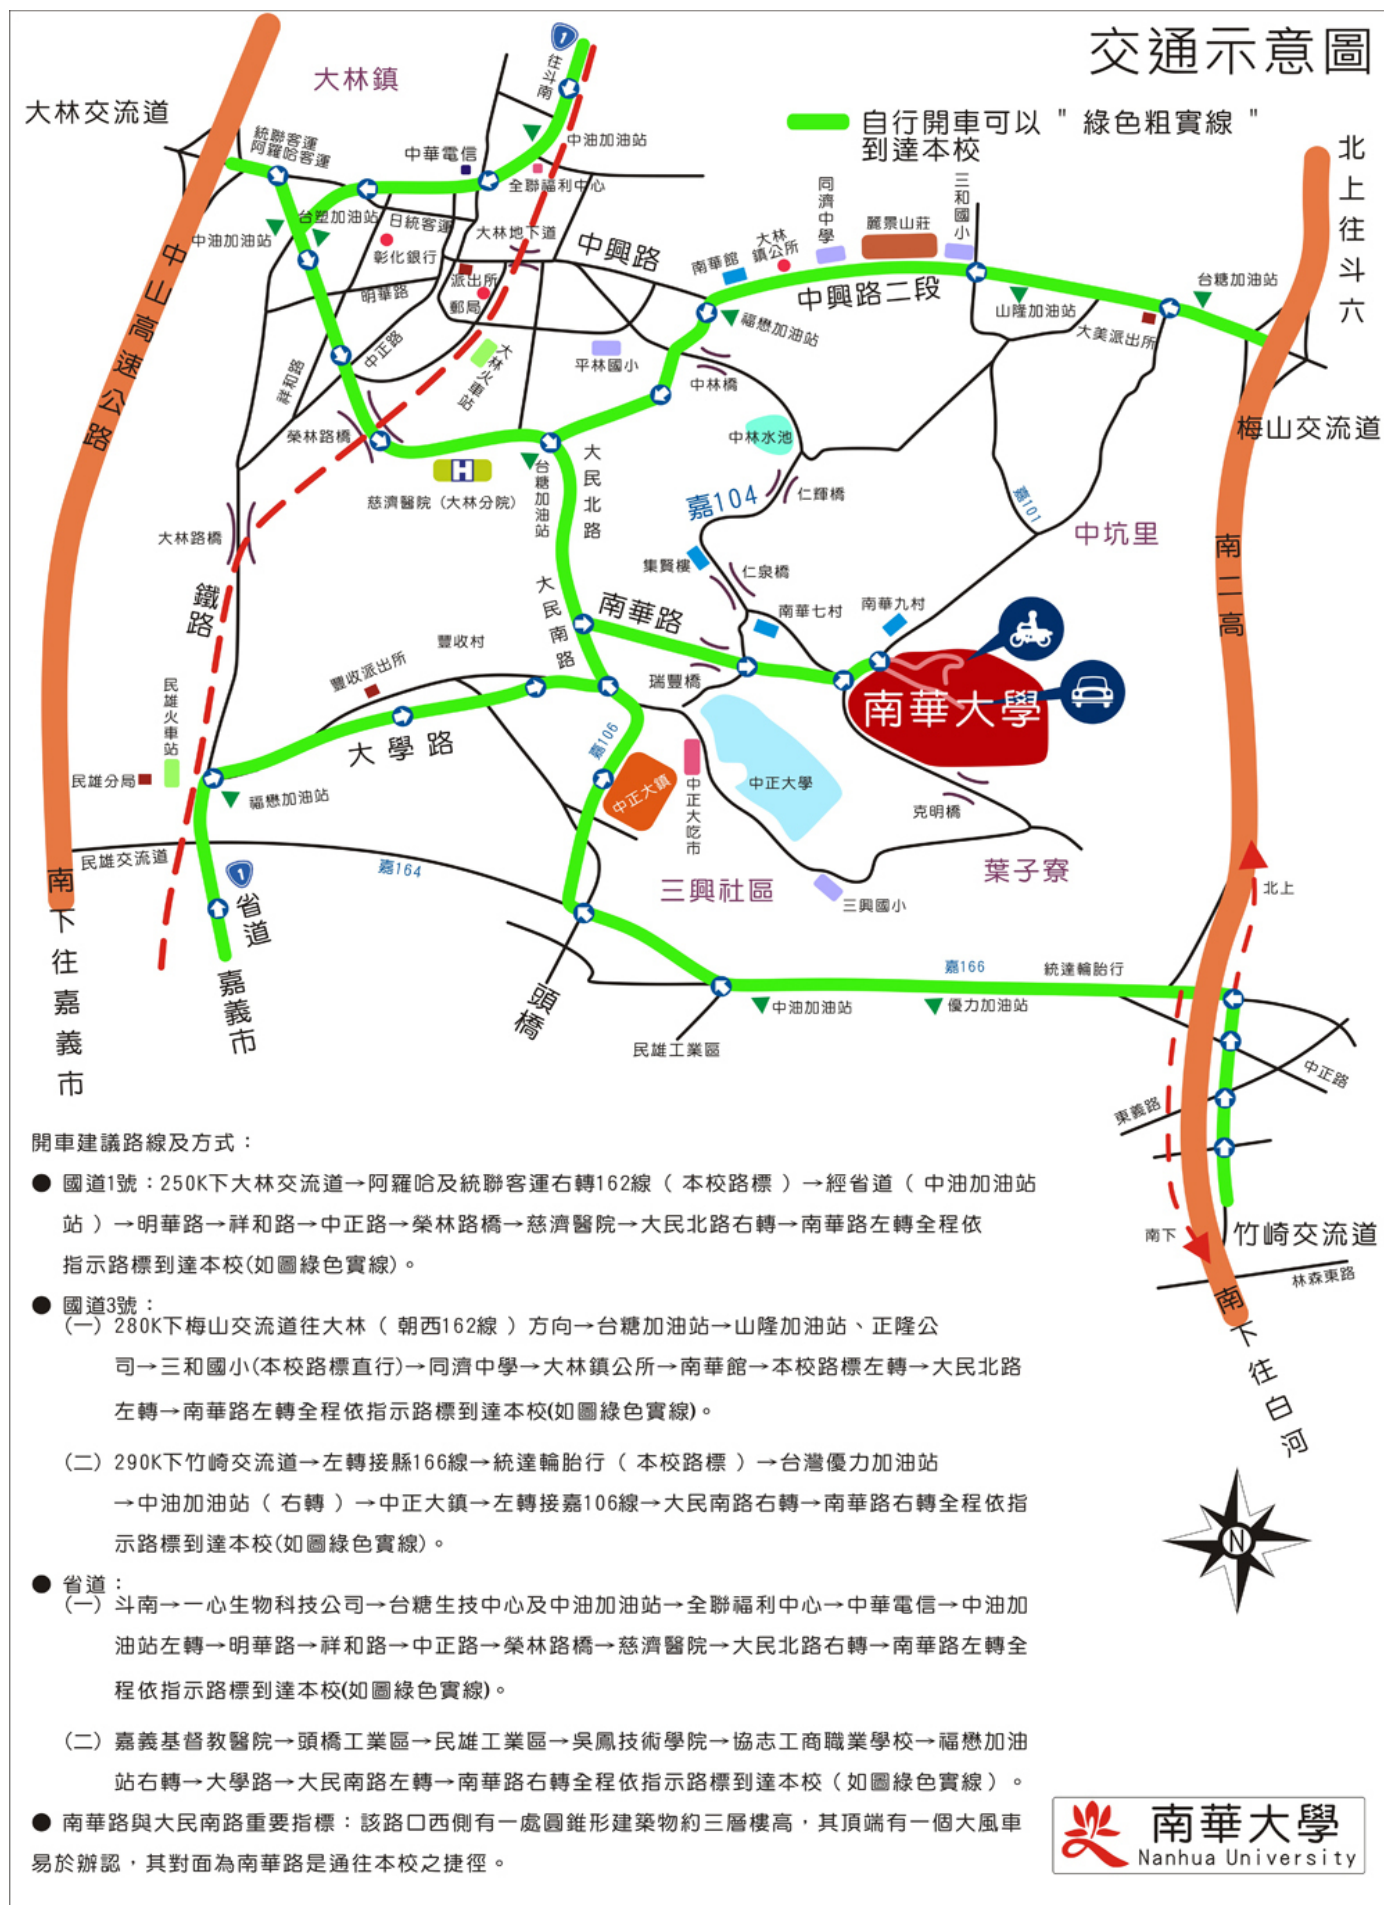 交通示意圖
自行開車可以 " 綠色粗實線 "
到達本校
大林鎮
大林交流道
統聯客運
阿羅哈客運
1
往斗南
中油加油站
中華電信
全聯福利中心
台塑加油站
日統客運
中油加油站
彰化銀行
大林地下道
中興路
派出所
明華路
郵局
中正路
祥和路
大林火車站
平林國小
榮林路橋
中山高速公路
南華館
大林
鎮公所
同濟中學
麗景山莊
三和國小
中興路二段
福懋加油站
山隆加油站
大美派出所
台糖加油站
北上往斗六
梅山交流道
中林橋
中林水池
仁輝橋
嘉104
嘉101
中坑里
南二高
H
慈濟醫院 (大林分院)
台糖加油站
大民北路
大林路橋
鐵路
集賢樓
仁泉橋
大民南路
南華路
南華七村
南華九村
豐收村
豐收派出所
瑞豐橋
南華大學
民雄火車站
大學路
嘉106
中正大鎮
中正大吃市
中正大學
民雄分局
福懋加油站
克明橋
民雄交流道
嘉164
葉子寮
三興社區
三興國小
1
省道
南下往嘉義市
嘉義市
頭橋
北上
嘉166
統達輪胎行
中油加油站
優力加油站
民雄工業區
中正路
東義路
南下
竹崎交流道
林森東路
南下往白河
開車建議路線及方式：
● 國道1號：250K下大林交流道→阿羅哈及統聯客運右轉162線（ 本校路標 ）→經省道（ 中油加油站
站 ）→明華路→祥和路→中正路→榮林路橋→慈濟醫院→大民北路右轉→南華路左轉全程依
指示路標到達本校(如圖綠色實線)。
● 國道3號：
(一) 280K下梅山交流道往大林（ 朝西162線 ）方向→台糖加油站→山隆加油站、正隆公
司→三和國小(本校路標直行)→同濟中學→大林鎮公所→南華館→本校路標左轉→大民北路
左轉→南華路左轉全程依指示路標到達本校(如圖綠色實線)。
(二) 290K下竹崎交流道→左轉接縣166線→統達輪胎行（ 本校路標 ）→台灣優力加油站
→中油加油站（ 右轉 ）→中正大鎮→左轉接嘉106線→大民南路右轉→南華路右轉全程依指
示路標到達本校(如圖綠色實線)。
● 省道：
(一) 斗南→一心生物科技公司→台糖生技中心及中油加油站→全聯福利中心→中華電信→中油加
油站左轉→明華路→祥和路→中正路→榮林路橋→慈濟醫院→大民北路右轉→南華路左轉全
程依指示路標到達本校(如圖綠色實線)。
(二) 嘉義基督教醫院→頭橋工業區→民雄工業區→吳鳳技術學院→協志工商職業學校→福懋加油
站右轉→大學路→大民南路左轉→南華路右轉全程依指示路標到達本校（如圖綠色實線）。
● 南華路與大民南路重要指標：該路口西側有一處圓錐形建築物約三層樓高，其頂端有一個大風車
易於辦認，其對面為南華路是通往本校之捷徑。
N
南華大學
Nanhua University